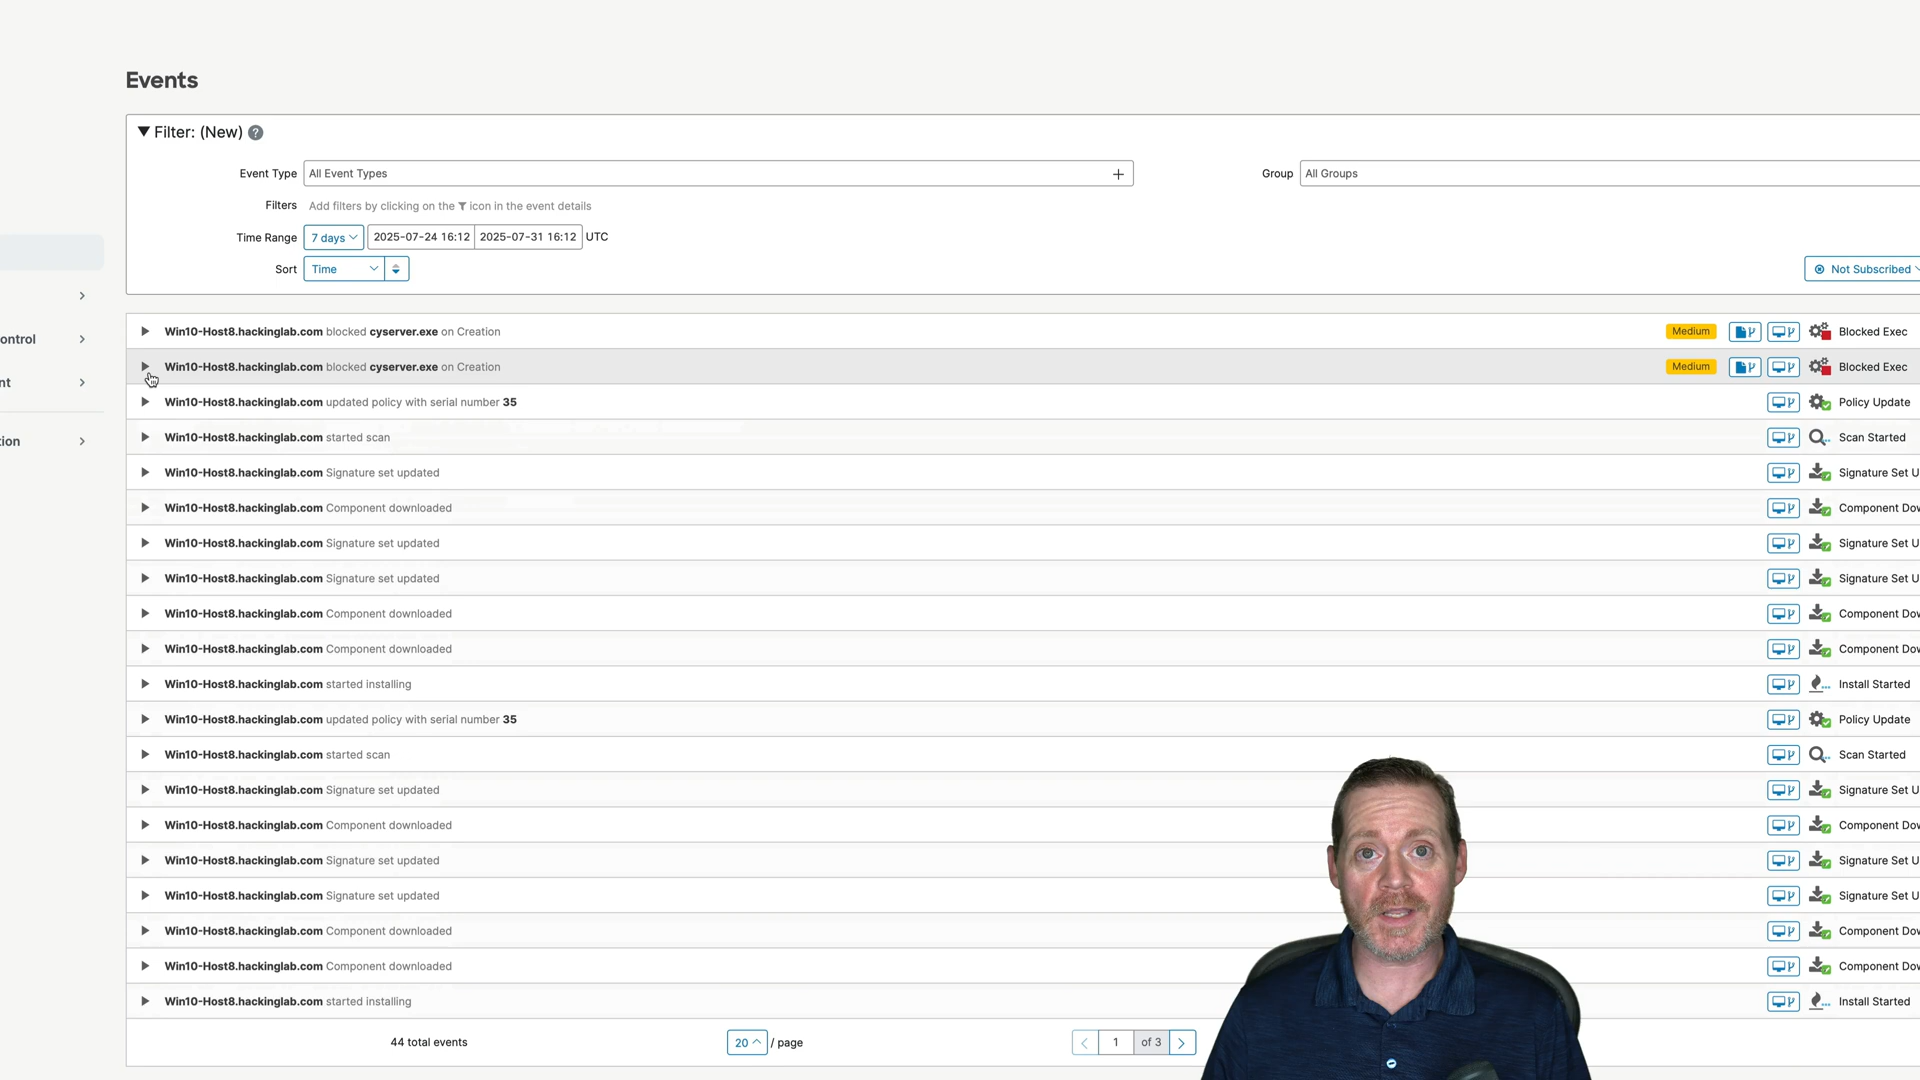 Events
Filter: (New) ?
Event Type All Event Types Group All Groups
Filters Add filters by clicking on the icon in the event details
Time Range 7 days 2025-07-24 16:12 2025-07-31 16:12 UTC
Sort Time Not Subscribed
Win10-Host8.hackinglab.com blocked cyserver.exe on Creation Medium Blocked Exec
ontrol
Win10-Host8.hackinglab.com blocked cyserver.exe on Creation Medium Blocked Exec
nt
Win10-Host8.hackinglab.com updated policy with serial number 35 Policy Update
Win10-Host8.hackinglab.com started scan Scan Started
tion
Win10-Host8.hackinglab.com Signature set updated Signature Set U
Win10-Host8.hackinglab.com Component downloaded Component Dov
Win10-Host8.hackinglab.com Signature set updated Signature Set U
Win10-Host8.hackinglab.com Signature set updated Signature Set U
Win10-Host8.hackinglab.com Component downloaded Component Dov
Win10-Host8.hackinglab.com Component downloaded Component Dov
Win10-Host8.hackinglab.com started installing Install Started
Win10-Host8.hackinglab.com updated policy with serial number 35 Policy Update
Win10-Host8.hackinglab.com started scan Scan Started
Win10-Host8.hackinglab.com Signature set updated Signature Set U
Win10-Host8.hackinglab.com Component downloaded Component Dov
Win10-Host8.hackinglab.com Signature set updated Signature Set U
Win10-Host8.hackinglab.com Signature set updated Signature Set U
Win10-Host8.hackinglab.com Component downloaded Component Dov
Win10-Host8.hackinglab.com Component downloaded Component Dov
Win10-Host8.hackinglab.com started installing Install Started
44 total events 20 / page 1 of 3